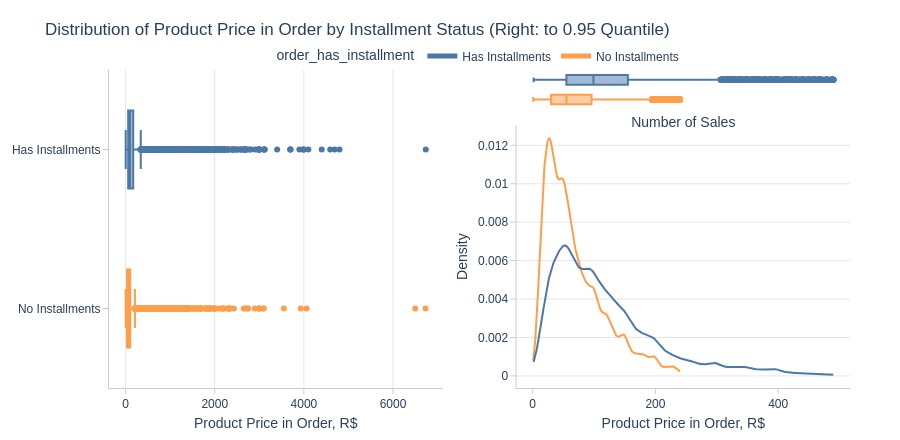 Distribution of Product Price in Order by Installment Status (Right: to 0.95 Quantile)
order_has_installment Has Installments No Installments
Has Installments
No Installments
0 2000 4000 6000
Product Price in Order, R$
Number of Sales
0.012
0.01
0.008
0.006
0.004
0.002
0
Density
0 200 400
Product Price in Order, R$